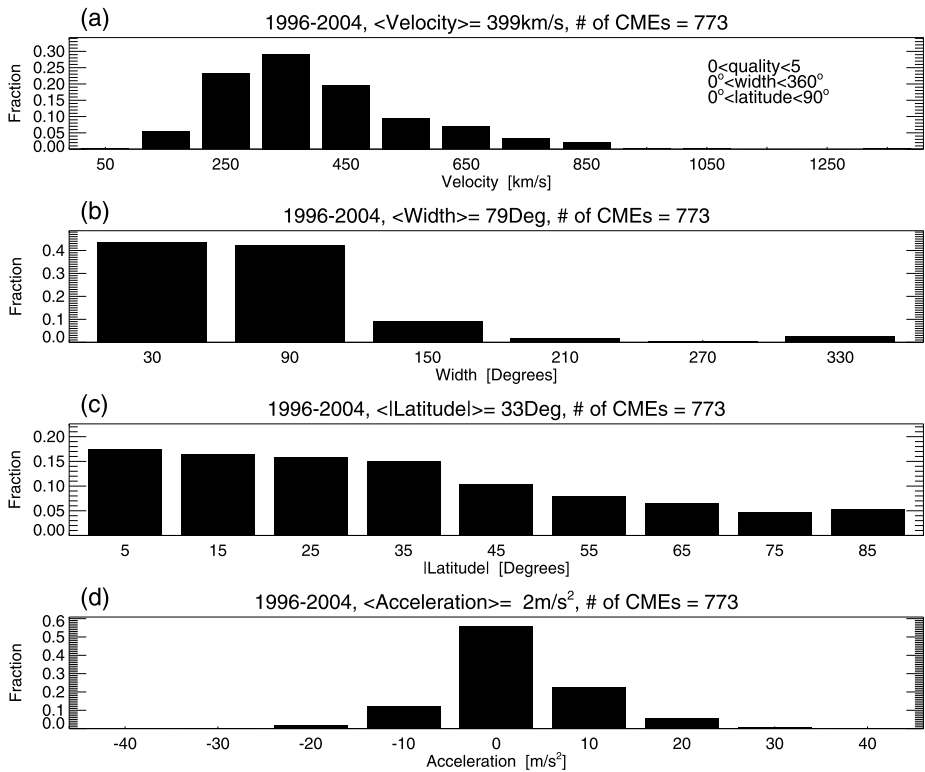 (a)
1996-2004, <Velocity>= 399km/s, # of CMEs = 773
0.30
0.25
0.20
0.15
0.10
0.05
0.00
Fraction
0<quality<5
0°<width<360°
0°<latitude<90°
50 250 450 650 850 1050 1250
Velocity [km/s]
(b)
1996-2004, <Width>= 79Deg, # of CMEs = 773
0.4
0.3
0.2
0.1
0.0
Fraction
30 90 150 210 270 330
Width [Degrees]
(c)
1996-2004, <|Latitude|>= 33Deg, # of CMEs = 773
0.20
0.15
0.10
0.05
0.00
Fraction
5 15 25 35 45 55 65 75 85
|Latitude| [Degrees]
(d)
1996-2004, <Acceleration>= 2m/s², # of CMEs = 773
0.6
0.5
0.4
0.3
0.2
0.1
0.0
Fraction
-40 -30 -20 -10 0 10 20 30 40
Acceleration [m/s²]